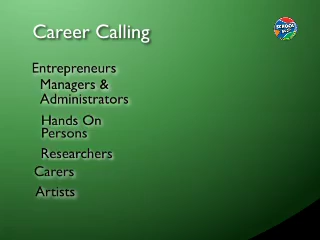 Career Calling
Entrepreneurs
Managers &
Administrators
Hands On
Persons
Researchers
Carers
Artists